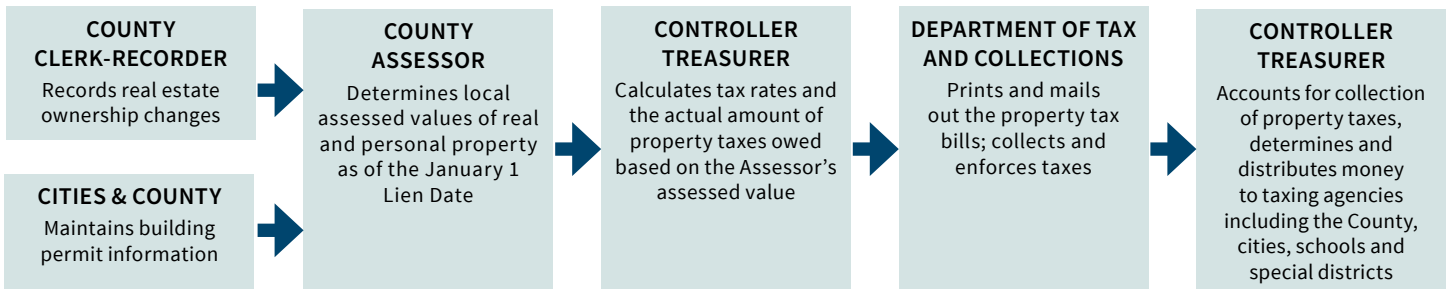 COUNTY
CLERK-RECORDER
Records real estate
ownership changes
CITIES & COUNTY
Maintains building
permit information
COUNTY
ASSESSOR
Determines local
assessed values of real
and personal property
as of the January 1
Lien Date
CONTROLLER
TREASURER
Calculates tax rates and
the actual amount of
property taxes owed
based on the Assessor’s
assessed value
DEPARTMENT OF TAX
AND COLLECTIONS
Prints and mails
out the property tax
bills; collects and
enforces taxes
CONTROLLER
TREASURER
Accounts for collection
of property taxes,
determines and
distributes money
to taxing agencies
including the County,
cities, schools and
special districts